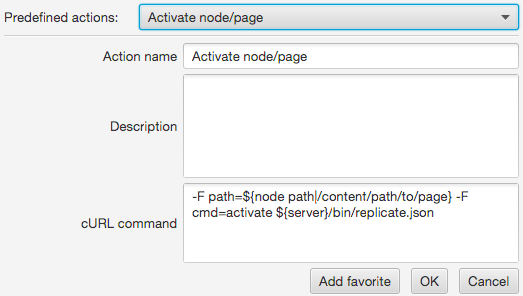 Predefined actions: Activate node/page
Action name Activate node/page
Description
-F path=${node path|/content/path/to/page} -F
cmd=activate ${server}/bin/replicate.json
cURL command
Add favorite OK Cancel